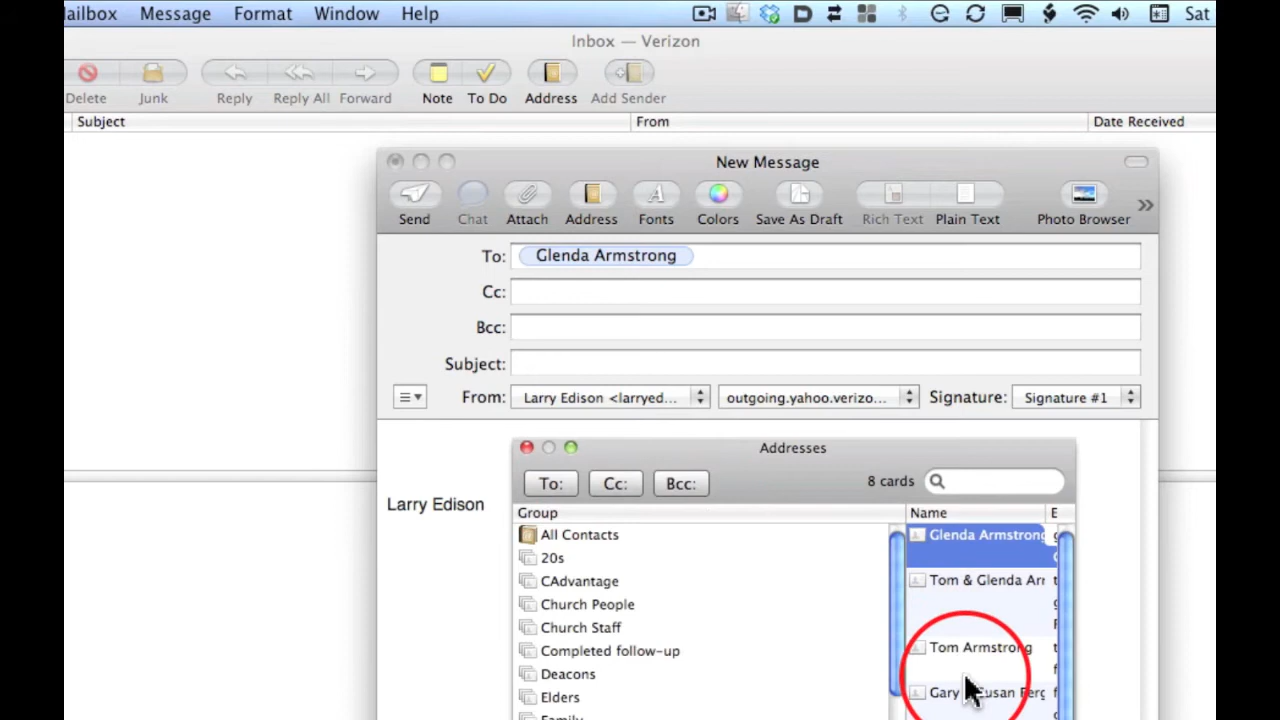 ailbox Message Format Window Help Sat
Inbox — Verizon
Delete Junk Reply Reply All Forward Note To Do Address Add Sender
Subject From Date Received
New Message
Send Chat Attach Address Fonts Colors Save As Draft Rich Text Plain Text Photo Browser »
To: Glenda Armstrong
Cc:
Bcc:
Subject:
From: Larry Edison <larryed... outgoing.yahoo.verizo... Signature: Signature #1
Addresses
To: Cc: Bcc: 8 cards
Larry Edison
Group Name E
All Contacts Glenda Armstrong g
20s
CAdvantage Tom & Glenda Arr t
Church People g
Church Staff F
Completed follow-up Tom Armstrong t
Deacons f
Elders Gary Susan Ferg f
Family